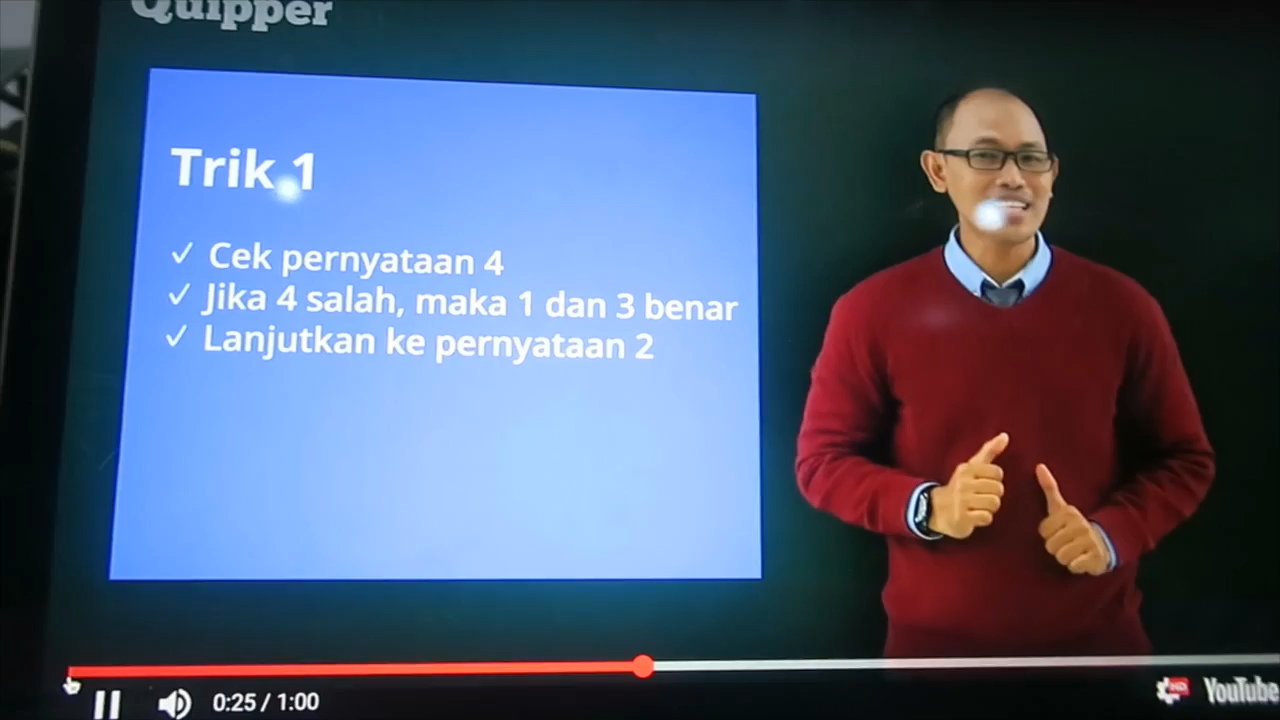 Quipper
Trik 1
✓ Cek pernyataan 4
✓ Jika 4 salah, maka 1 dan 3 benar
✓ Lanjutkan ke pernyataan 2
0:25 / 1:00
HD
YouTube